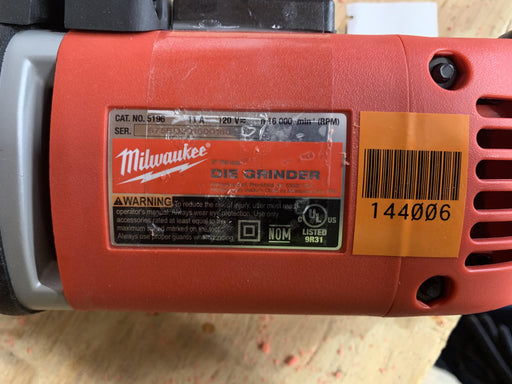 CAT. NO. 5196 11 A 120 V n 16 000 min⁻¹ (RPM)
SER.
Milwaukee®
DIE GRINDER
WARNING To reduce the risk of injury, user must read
operator's manual. Always wear eye protection. Use only
accessories rated at least equal to the
maximum speed marked on the tool.
Always use proper guards when
NOM
UL
US
LISTED
9R31
144006